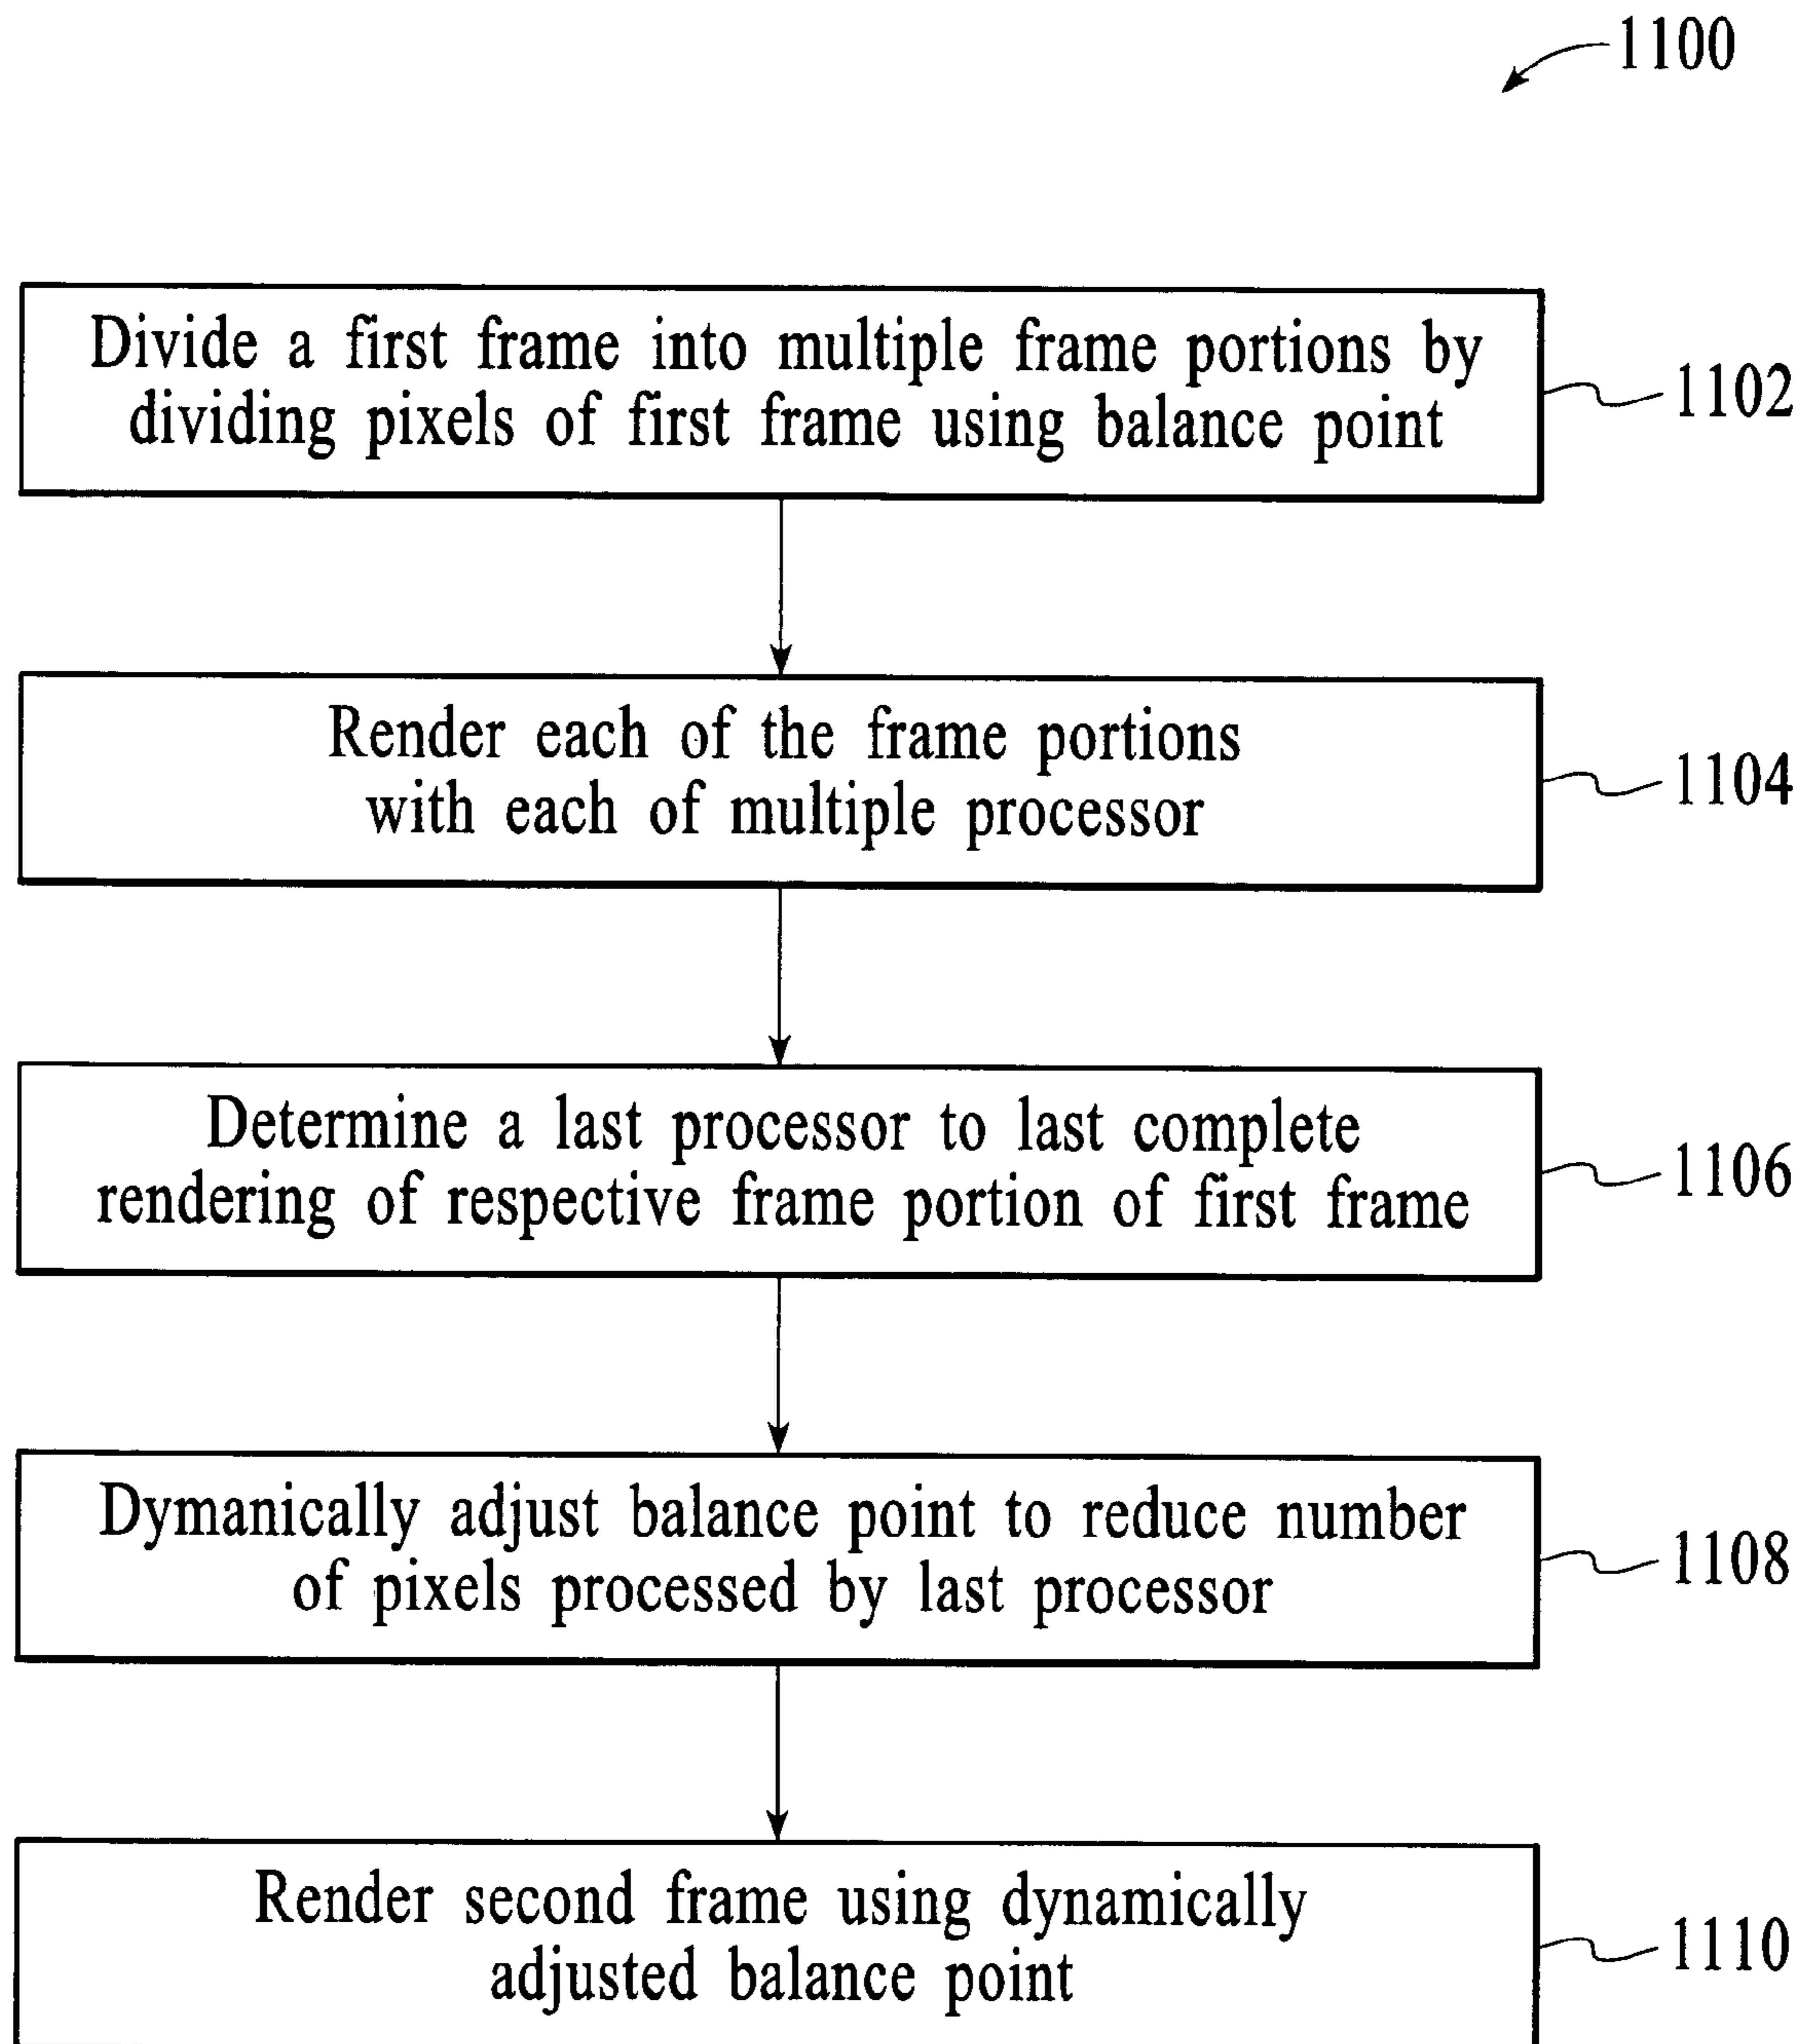 1100
Divide a first frame into multiple frame portions by
dividing pixels of first frame using balance point
1102
Render each of the frame portions
with each of multiple processor
1104
Determine a last processor to last complete
rendering of respective frame portion of first frame
1106
Dymanically adjust balance point to reduce number
of pixels processed by last processor
1108
Render second frame using dynamically
adjusted balance point
1110